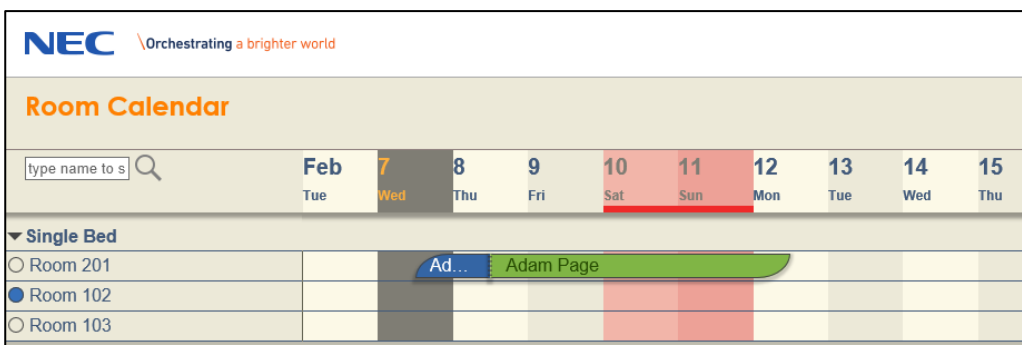 NEC \Orchestrating a brighter world
Room Calendar
type name to s
Feb 7 8 9 10 11 12 13 14 15
Tue Wed Thu Fri Sat Sun Mon Tue Wed Thu
Single Bed
Room 201 Ad... Adam Page
Room 102
Room 103